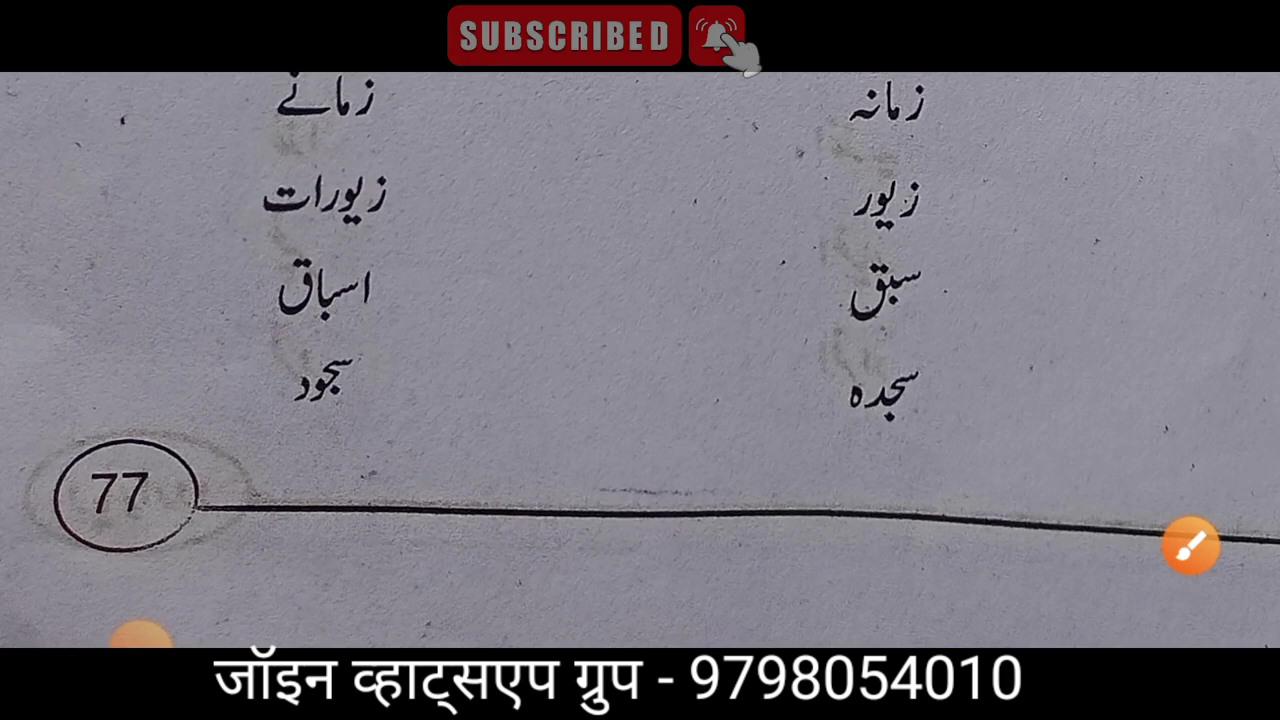 SUBSCRIBED
زمانہ زمانے
زیور زیورات
سبق اسباق
سجدہ سجود
77
जॉइन व्हाट्सएप ग्रुप - 9798054010